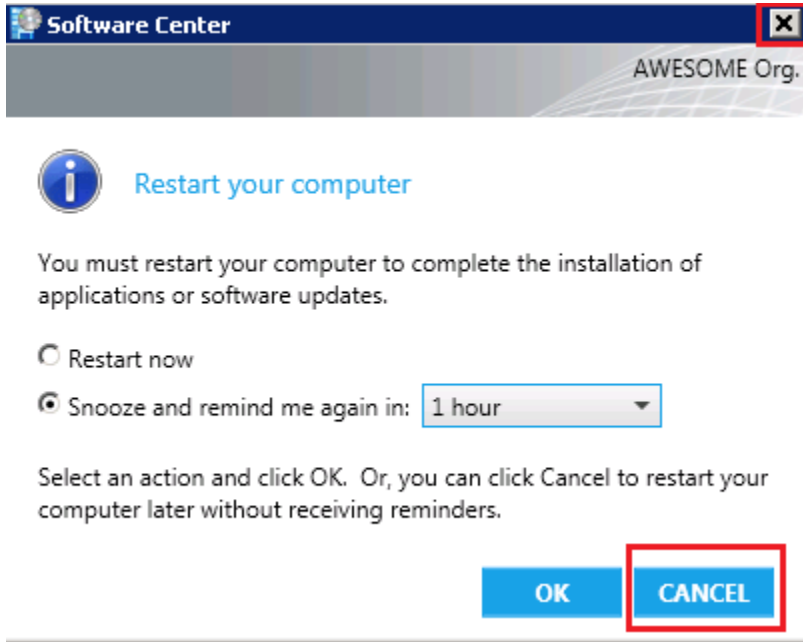 Software Center
AWESOME Org.
Restart your computer
You must restart your computer to complete the installation of
applications or software updates.
Restart now
Snooze and remind me again in: 1 hour
Select an action and click OK.  Or, you can click Cancel to restart your
computer later without receiving reminders.
OK CANCEL